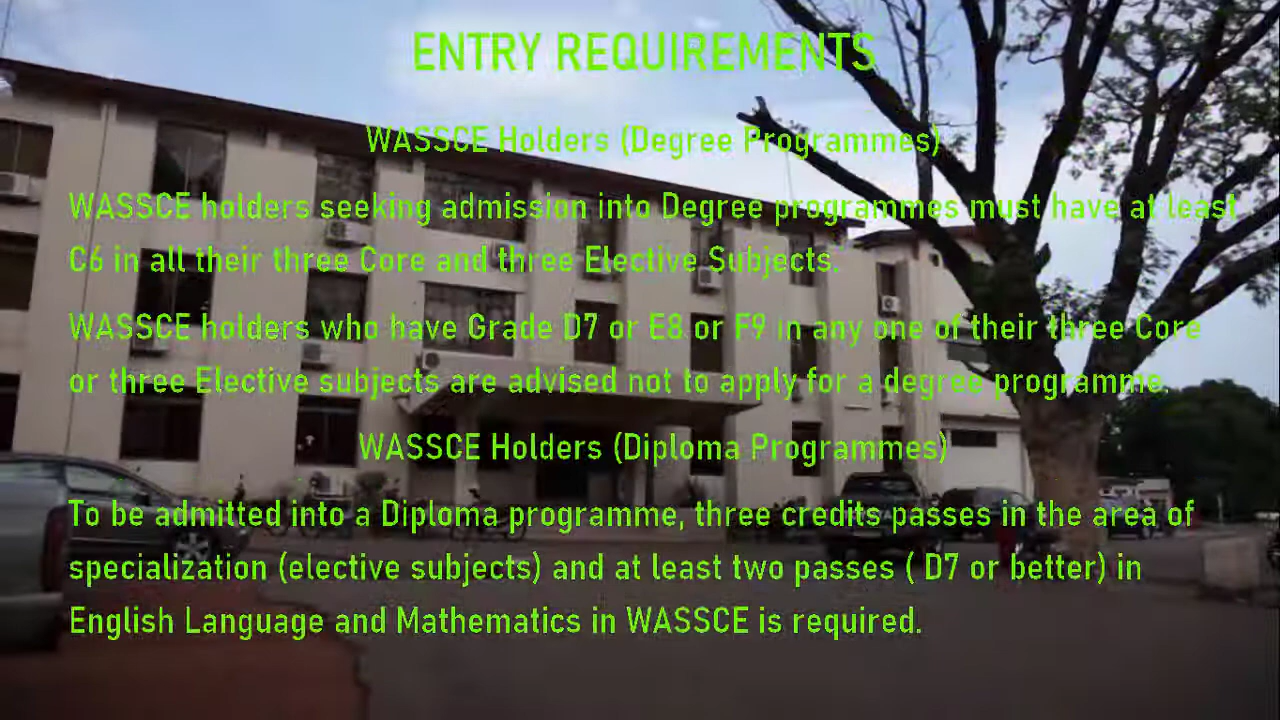 ENTRY REQUIREMENTS
WASSCE Holders (Degree Programmes)
WASSCE holders seeking admission into Degree programmes must have at least
C6 in all their three Core and three Elective Subjects.
WASSCE holders who have Grade D7 or E8 or F9 in any one of their three Core
or three Elective subjects are advised not to apply for a degree programme.
WASSCE Holders (Diploma Programmes)
To be admitted into a Diploma programme, three credits passes in the area of
specialization (elective subjects) and at least two passes ( D7 or better) in
English Language and Mathematics in WASSCE is required.